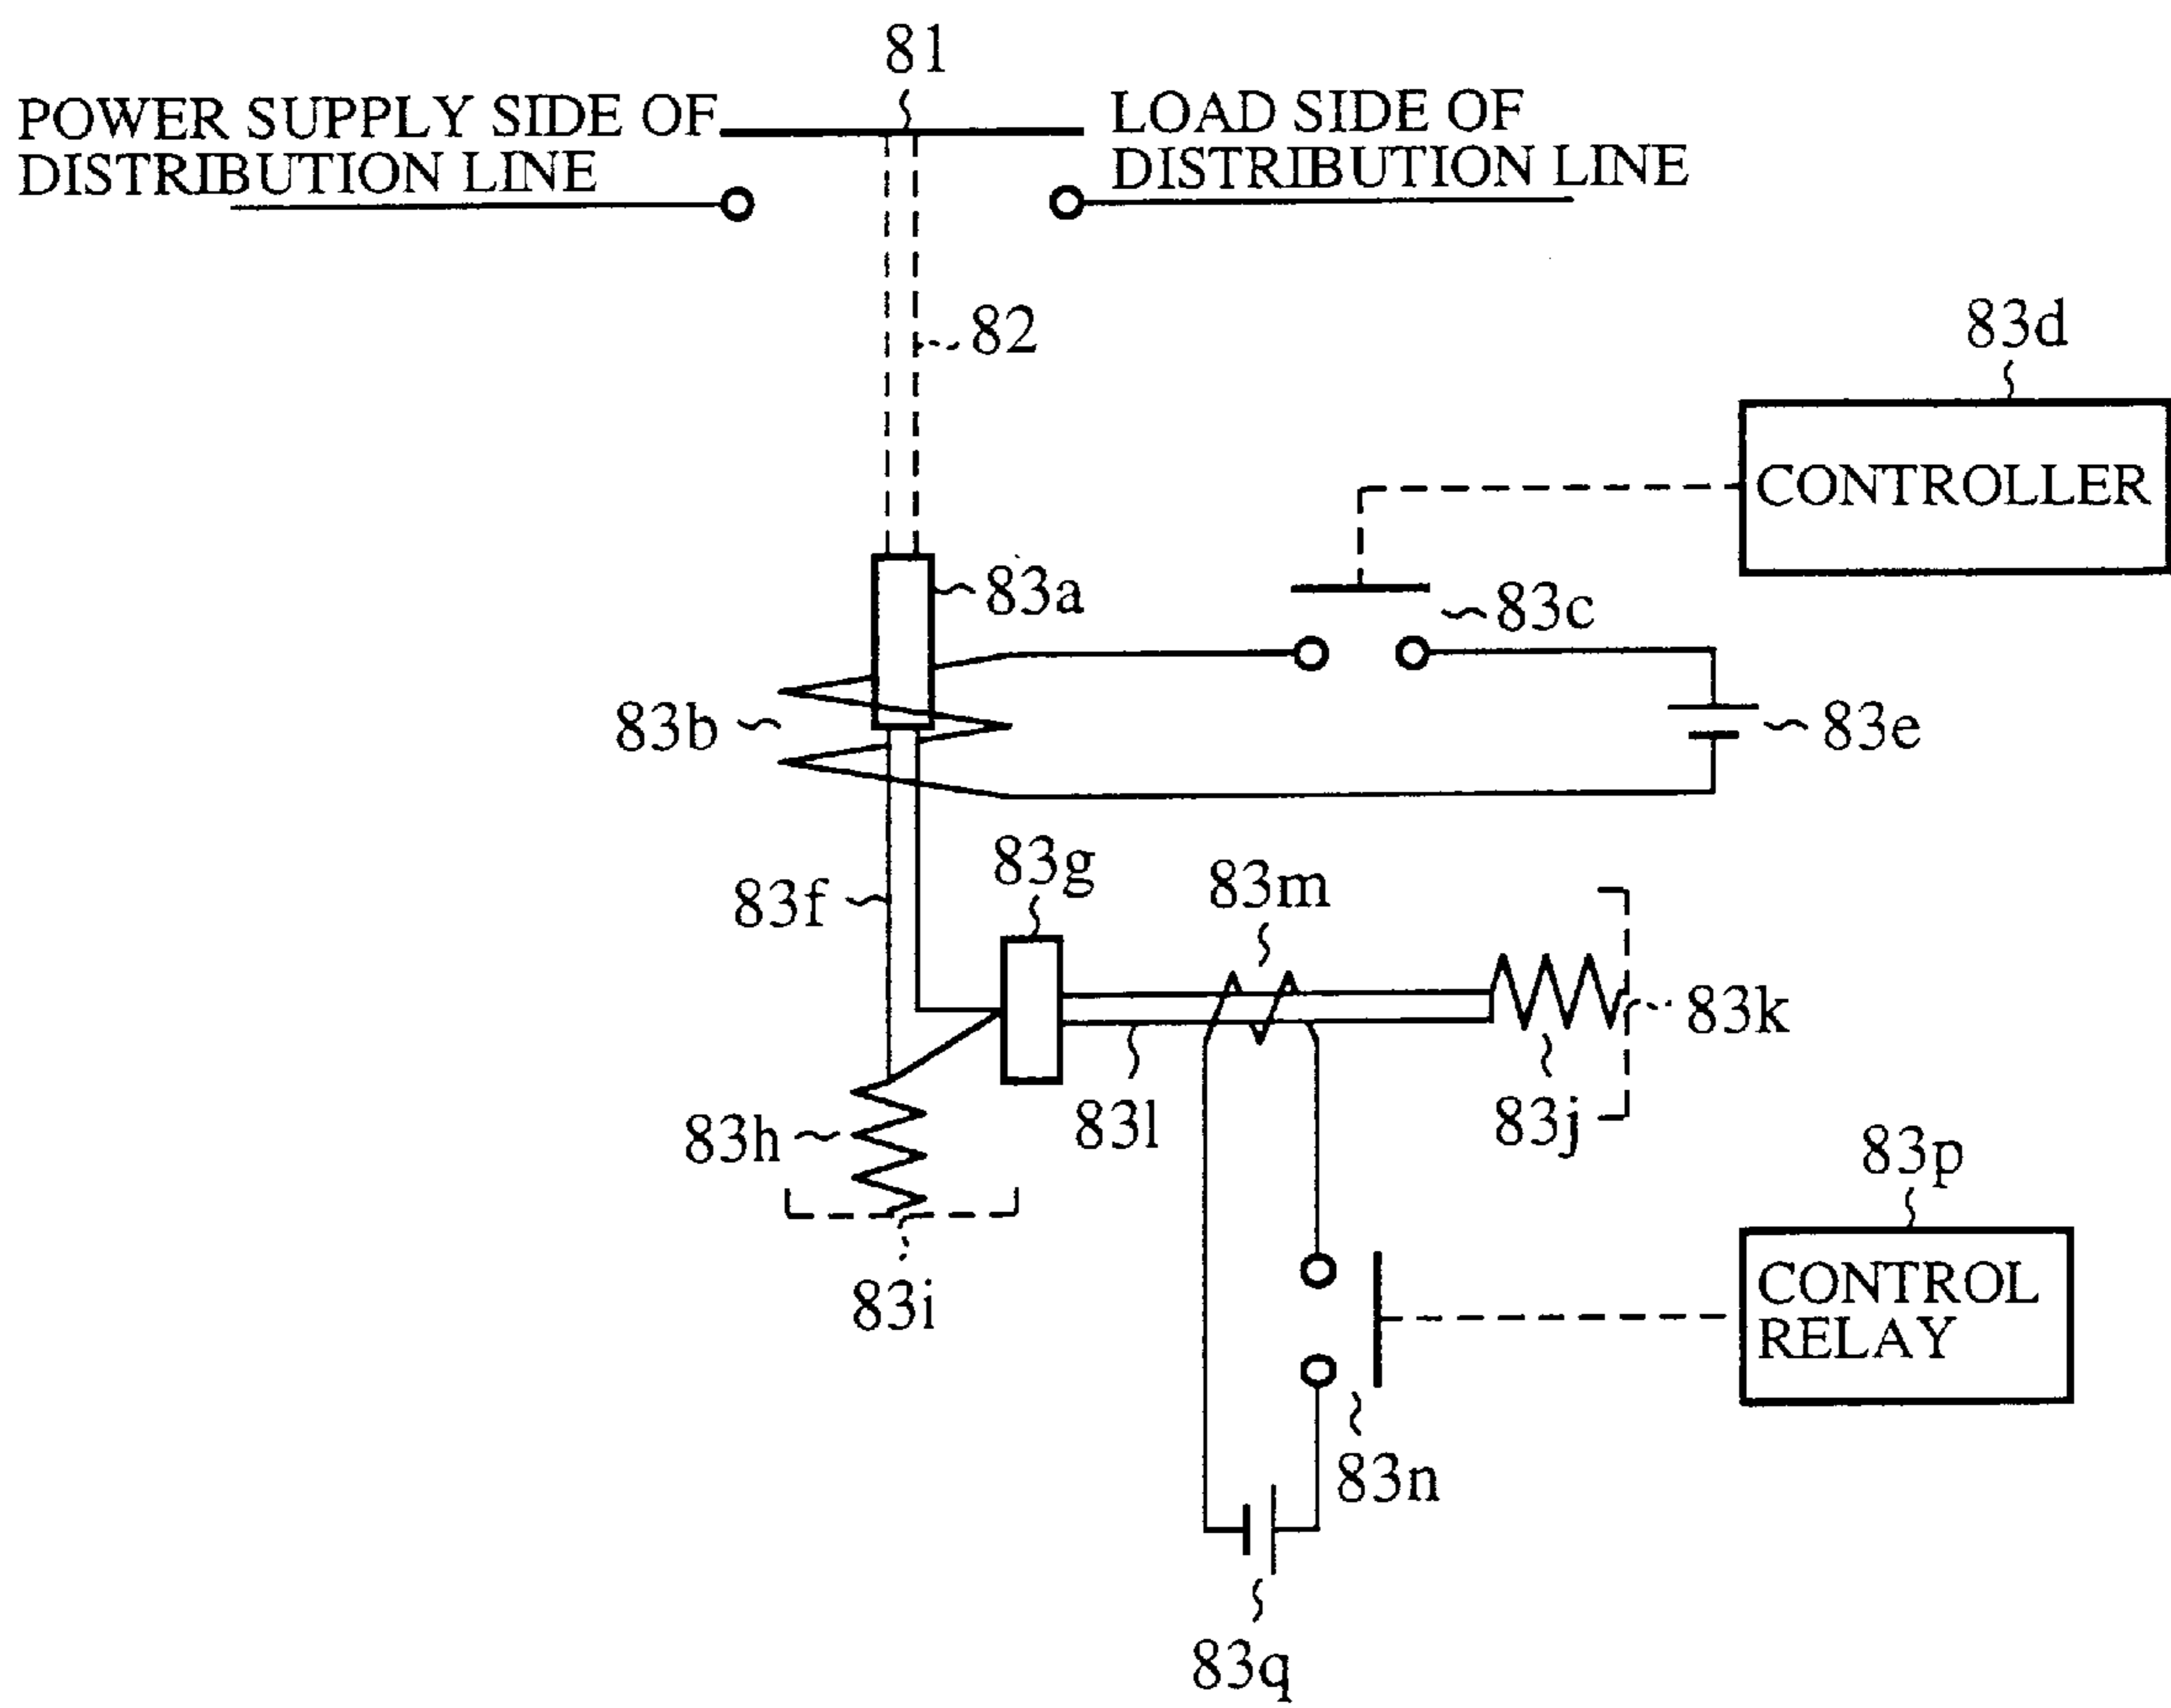 81
POWER SUPPLY SIDE OF
DISTRIBUTION LINE
LOAD SIDE OF
DISTRIBUTION LINE
82
83d
CONTROLLER
83a
83c
83b
83e
83g
83m
83f
83k
83l
83j
83h
83p
83i
CONTROL
RELAY
83n
83q